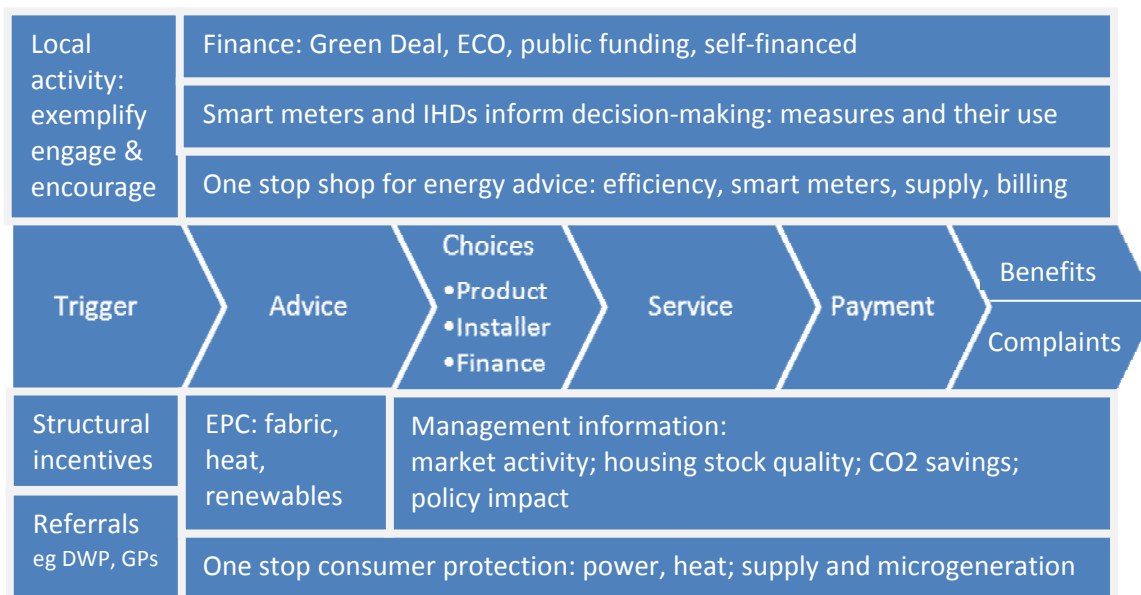 Local
activity:
exemplify
engage &
encourage
Finance: Green Deal, ECO, public funding, self-financed
Smart meters and IHDs inform decision-making: measures and their use
One stop shop for energy advice: efficiency, smart meters, supply, billing
Trigger
Advice
Choices
•Product
•Installer
•Finance
Service
Payment
Benefits
Complaints
Structural
incentives
Referrals
eg DWP, GPs
EPC: fabric,
heat,
renewables
Management information:
market activity; housing stock quality; CO2 savings;
policy impact
One stop consumer protection: power, heat; supply and microgeneration